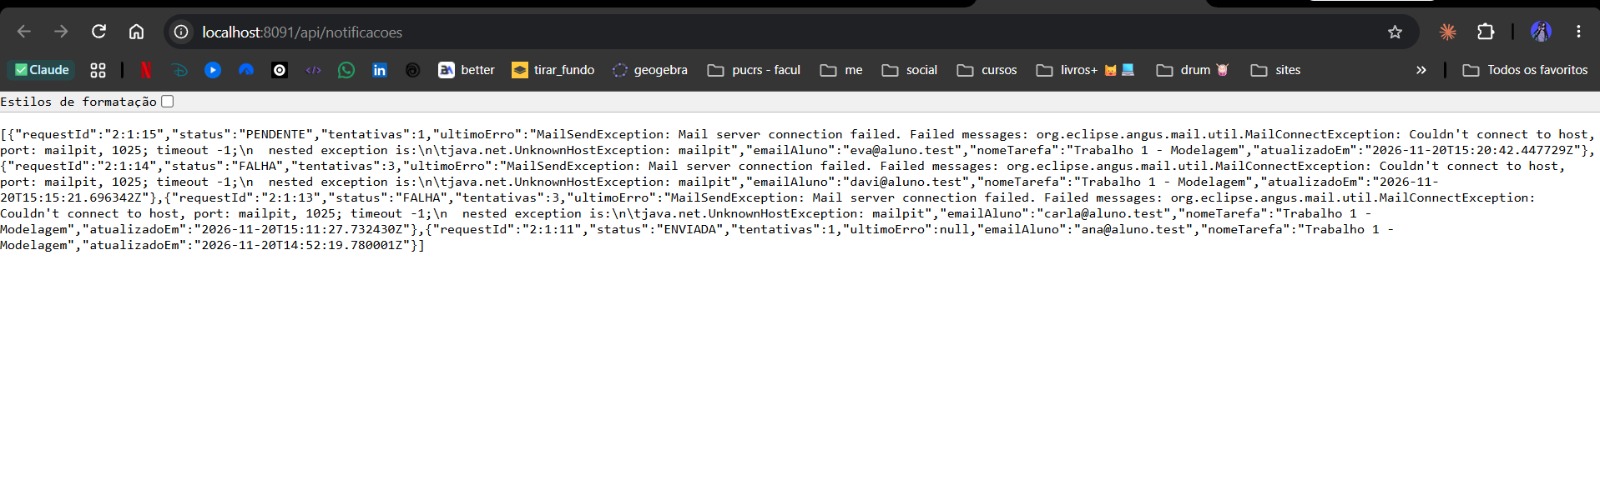 localhost:8091/api/notificacoes
Claude
better
tirar_fundo
geogebra
pucrs - facul
me
social
cursos
livros+
drum
sites
»
Todos os favoritos
Estilos de formatação
[{"requestId":"2:1:15","status":"PENDENTE","tentativas":1,"ultimoErro":"MailSendException: Mail server connection failed. Failed messages: org.eclipse.angus.mail.util.MailConnectException: Couldn't connect to host,
port: mailpit, 1025; timeout -1;\n  nested exception is:\n\tjava.net.UnknownHostException: mailpit","emailAluno":"eva@aluno.test","nomeTarefa":"Trabalho 1 - Modelagem","atualizadoEm":"2026-11-20T15:20:42.447729Z"},
{"requestId":"2:1:14","status":"FALHA","tentativas":3,"ultimoErro":"MailSendException: Mail server connection failed. Failed messages: org.eclipse.angus.mail.util.MailConnectException: Couldn't connect to host,
port: mailpit, 1025; timeout -1;\n  nested exception is:\n\tjava.net.UnknownHostException: mailpit","emailAluno":"davi@aluno.test","nomeTarefa":"Trabalho 1 - Modelagem","atualizadoEm":"2026-11-
20T15:15:21.696342Z"},{"requestId":"2:1:13","status":"FALHA","tentativas":3,"ultimoErro":"MailSendException: Mail server connection failed. Failed messages: org.eclipse.angus.mail.util.MailConnectException:
Couldn't connect to host, port: mailpit, 1025; timeout -1;\n  nested exception is:\n\tjava.net.UnknownHostException: mailpit","emailAluno":"carla@aluno.test","nomeTarefa":"Trabalho 1 -
Modelagem","atualizadoEm":"2026-11-20T15:11:27.732430Z"},{"requestId":"2:1:11","status":"ENVIADA","tentativas":1,"ultimoErro":null,"emailAluno":"ana@aluno.test","nomeTarefa":"Trabalho 1 -
Modelagem","atualizadoEm":"2026-11-20T14:52:19.780001Z"}]